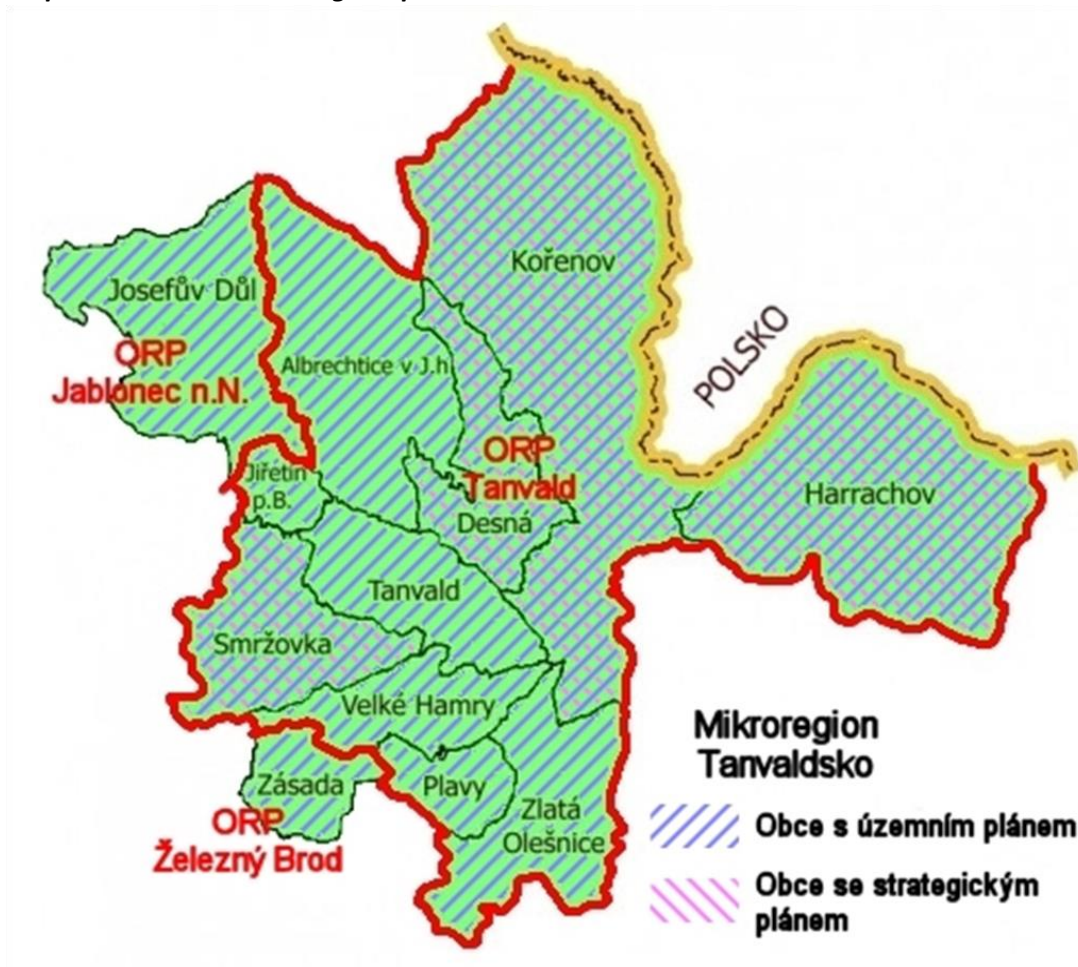 Kořenov
Josefův Důl
POLSKO
ORP
Jablonec n.N.
Albrechtice v J.h
ORP
Tanvald
Jiřetín
p.B.
Harrachov
Desná
Tanvald
Smržovka
Velké Hamry
Mikroregion
Tanvaldsko
Zásada
Plavy
Zlatá
Olešnice
ORP
Železný Brod
Obce s územním plánem
Obce se strategickým
plánem